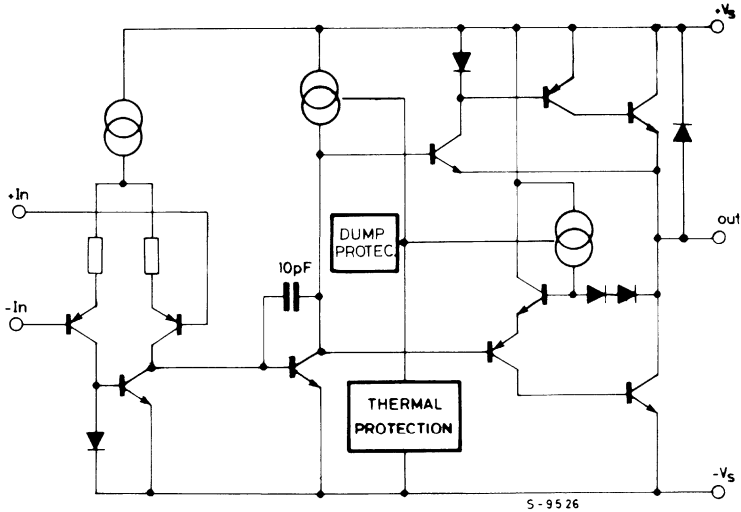 +Vs
+In
out
DUMP
PROTEC.
10pF
-In
THERMAL
PROTECTION
-Vs
S-9526